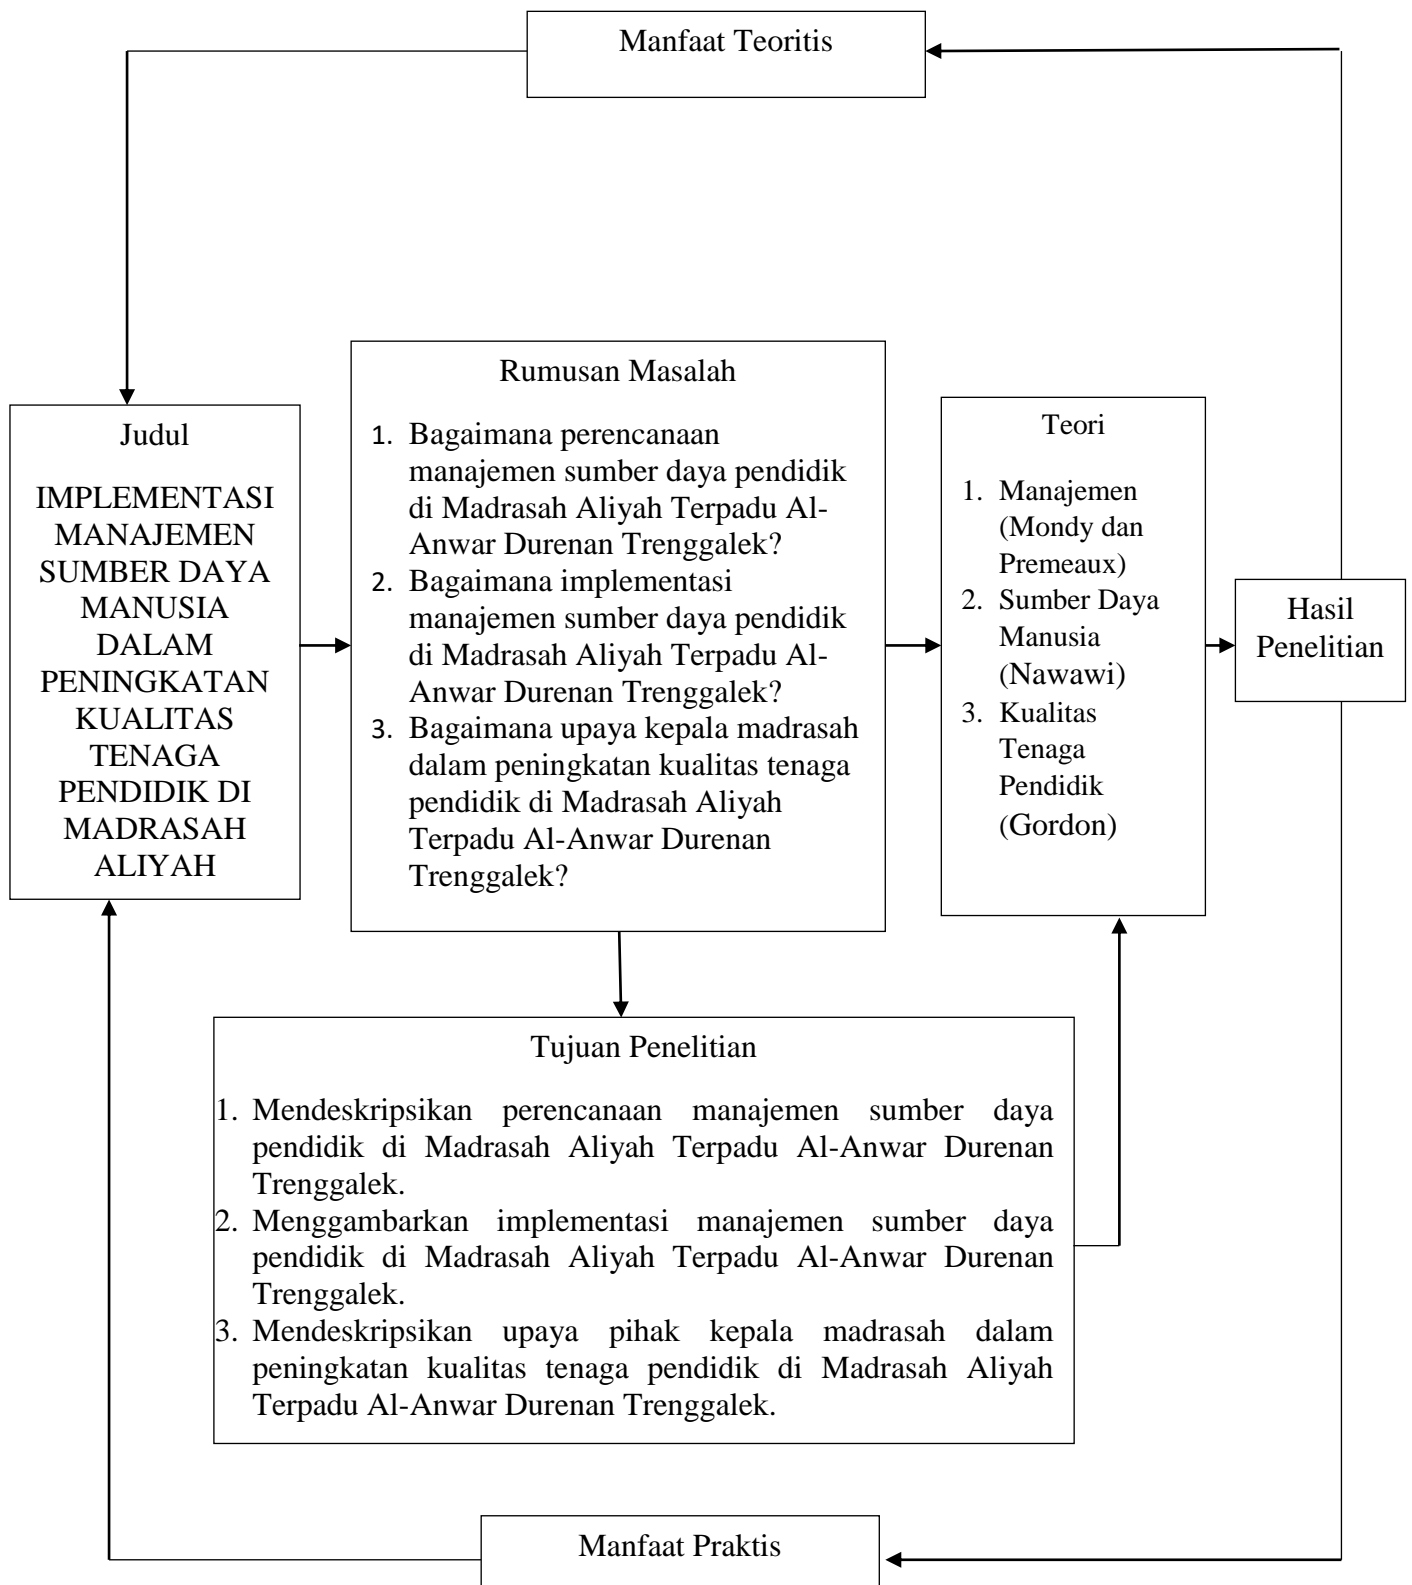 Manfaat Teoritis
Judul
IMPLEMENTASI
MANAJEMEN
SUMBER DAYA
MANUSIA
DALAM
PENINGKATAN
KUALITAS
TENAGA
PENDIDIK DI
MADRASAH
ALIYAH
Rumusan Masalah
1. Bagaimana perencanaan
manajemen sumber daya pendidik
di Madrasah Aliyah Terpadu Al-
Anwar Durenan Trenggalek?
2. Bagaimana implementasi
manajemen sumber daya pendidik
di Madrasah Aliyah Terpadu Al-
Anwar Durenan Trenggalek?
3. Bagaimana upaya kepala madrasah
dalam peningkatan kualitas tenaga
pendidik di Madrasah Aliyah
Terpadu Al-Anwar Durenan
Trenggalek?
Teori
1. Manajemen
(Mondy dan
Premeaux)
2. Sumber Daya
Manusia
(Nawawi)
3. Kualitas
Tenaga
Pendidik
(Gordon)
Hasil
Penelitian
Tujuan Penelitian
1. Mendeskripsikan perencanaan manajemen sumber daya
pendidik di Madrasah Aliyah Terpadu Al-Anwar Durenan
Trenggalek.
2. Menggambarkan implementasi manajemen sumber daya
pendidik di Madrasah Aliyah Terpadu Al-Anwar Durenan
Trenggalek.
3. Mendeskripsikan upaya pihak kepala madrasah dalam
peningkatan kualitas tenaga pendidik di Madrasah Aliyah
Terpadu Al-Anwar Durenan Trenggalek.
Manfaat Praktis